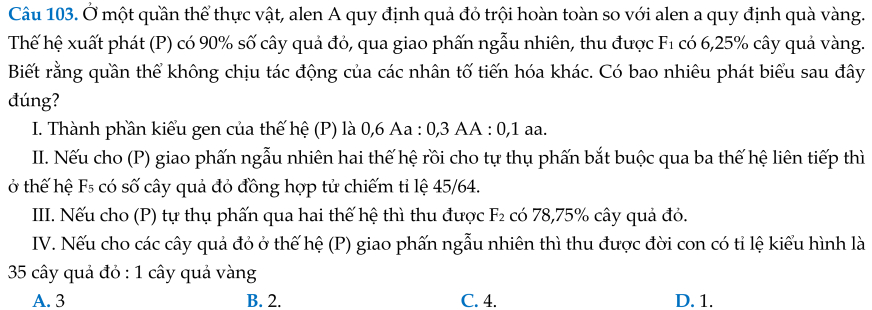 Câu 103. Ở một quần thể thực vật, alen A quy định quả đỏ trội hoàn toàn so với alen a quy định quả vàng.
Thế hệ xuất phát (P) có 90% số cây quả đỏ, qua giao phấn ngẫu nhiên, thu được F₁ có 6,25% cây quả vàng.
Biết rằng quần thể không chịu tác động của các nhân tố tiến hóa khác. Có bao nhiêu phát biểu sau đây
đúng?
I. Thành phần kiểu gen của thế hệ (P) là 0,6 Aa : 0,3 AA : 0,1 aa.
II. Nếu cho (P) giao phấn ngẫu nhiên hai thế hệ rồi cho tự thụ phấn bắt buộc qua ba thế hệ liên tiếp thì
ở thế hệ F₅ có số cây quả đỏ đồng hợp tử chiếm tỉ lệ 45/64.
III. Nếu cho (P) tự thụ phấn qua hai thế hệ thì thu được F₂ có 78,75% cây quả đỏ.
IV. Nếu cho các cây quả đỏ ở thế hệ (P) giao phấn ngẫu nhiên thì thu được đời con có tỉ lệ kiểu hình là
35 cây quả đỏ : 1 cây quả vàng
A. 3 B. 2. C. 4. D. 1.